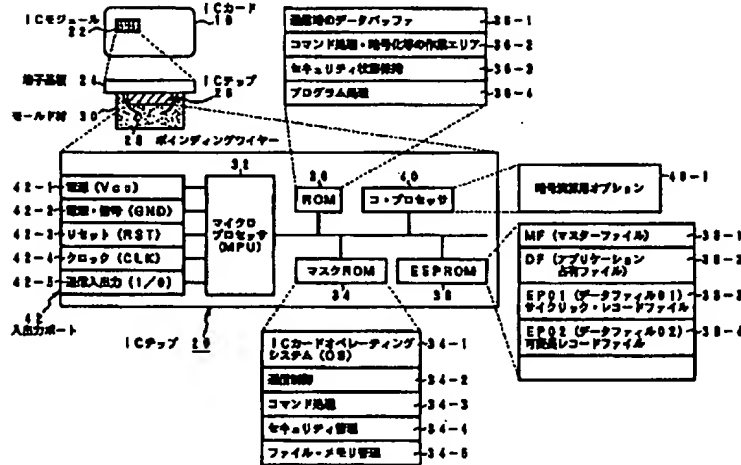 ICカード
ICモジュール
22
端子基板 24
ICチップ
26
モールド材 30
28 ボインディングワイヤー
通信時のデータバッファ 36-1
コマンド処理・暗号化等の作業エリア 36-2
セキュリティ状態保持 36-3
プログラム処理 36-4
32
42-1 電源(Vcc)
42-2 電源・信号(GND)
42-3 リセット(RST)
42-4 クロック(CLK)
42-5 通信入出力(I/O)
42
入出力ポート
マイクロ
プロセッサ
(MPU)
ROM
40
コ・プロセッサ
暗号演算用オプション 40-1
マスクROM
34
EEPROM
38
ICチップ
MF(マスターファイル) 38-1
DF(アプリケーション
占有ファイル)
EP01(データファイル01)
サイクリック・レコードファイル
EP02(データファイル02)
可変長レコードファイル
ICカードオペレーティング
システム(OS) 34-1
通信制御 34-2
コマンド処理 34-3
セキュリティ管理 34-4
ファイル・メモリ管理 34-5